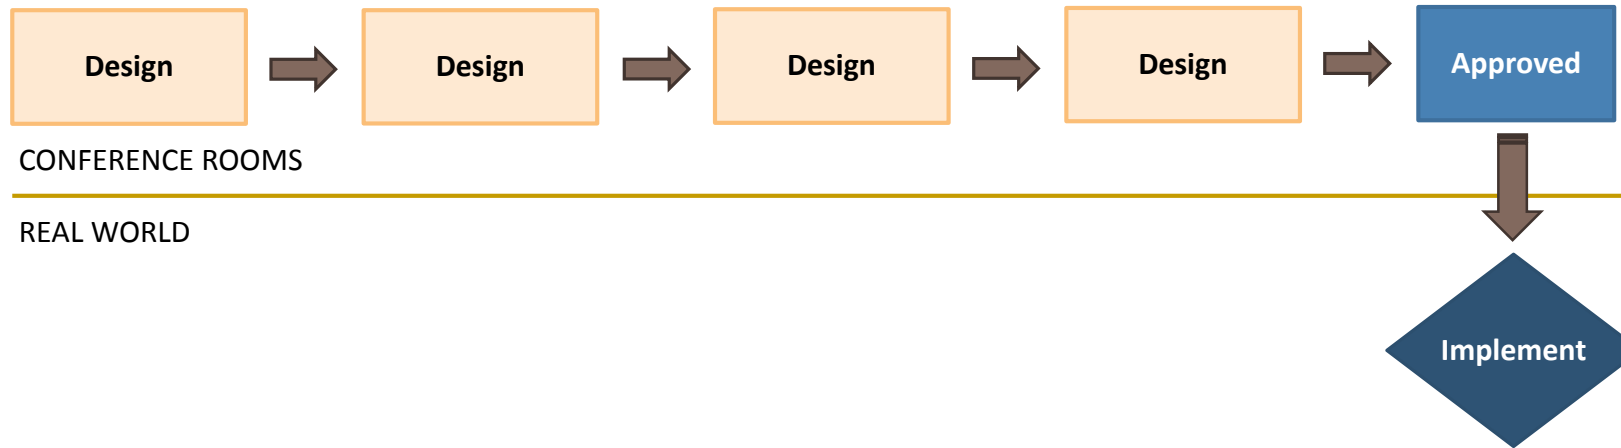 Design
Design
Design
Design
Approved
CONFERENCE ROOMS
REAL WORLD
Implement